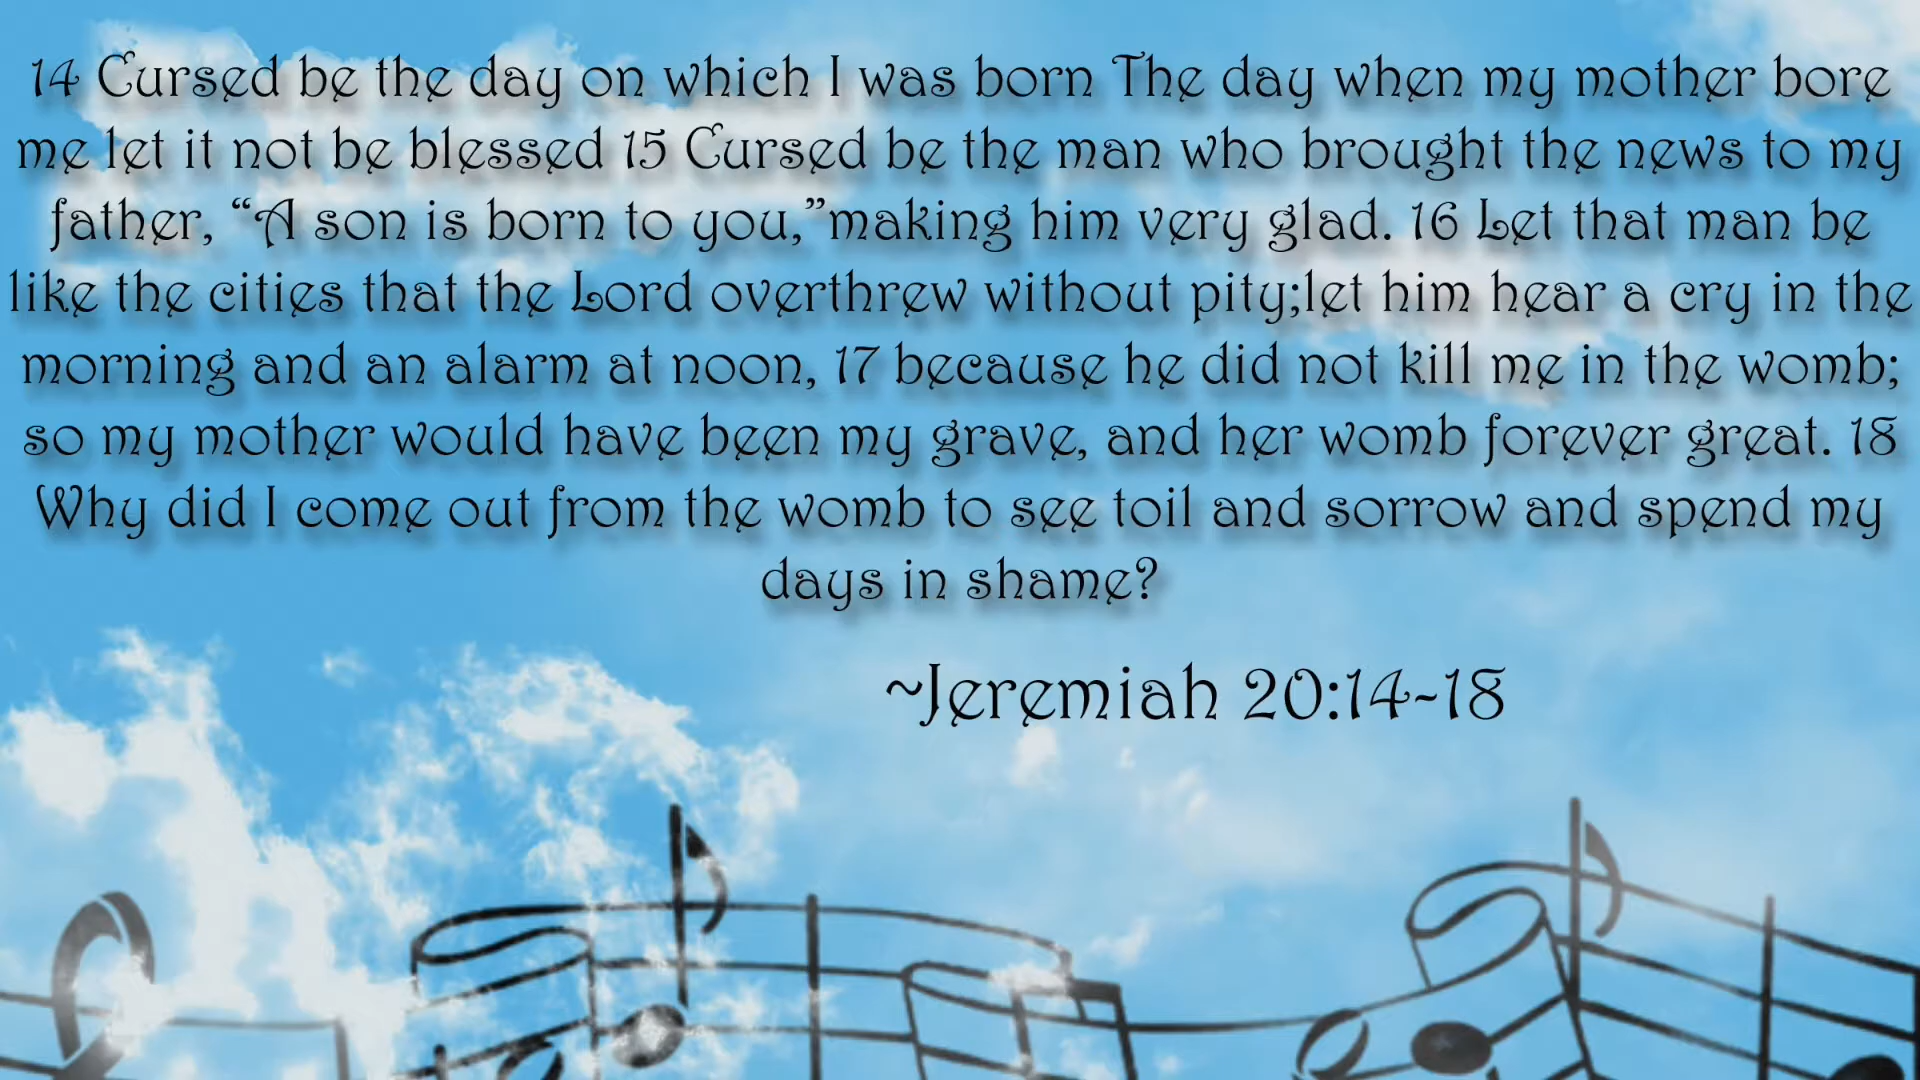 14 Cursed be the day on which I was born The day when my mother bore
me let it not be blessed 15 Cursed be the man who brought the news to my
father, “A son is born to you,”making him very glad. 16 Let that man be
like the cities that the Lord overthrew without pity;let him hear a cry in the
morning and an alarm at noon, 17 because he did not kill me in the womb;
so my mother would have been my grave, and her womb forever great. 18
Why did I come out from the womb to see toil and sorrow and spend my
days in shame?
~Jeremiah 20:14-18